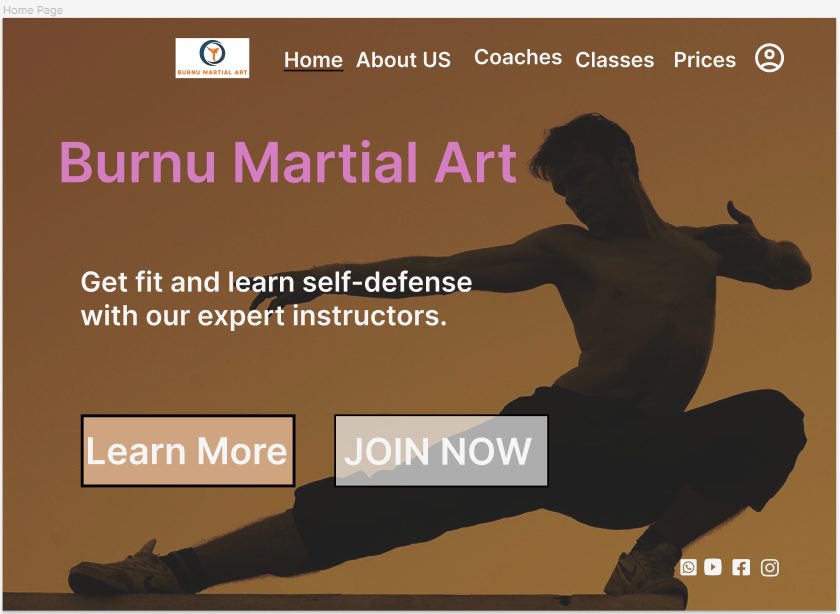 Home Page
BURNU MARTIAL ART
Home About US Coaches Classes Prices
Burnu Martial Art
Get fit and learn self-defense
with our expert instructors.
Learn More JOIN NOW